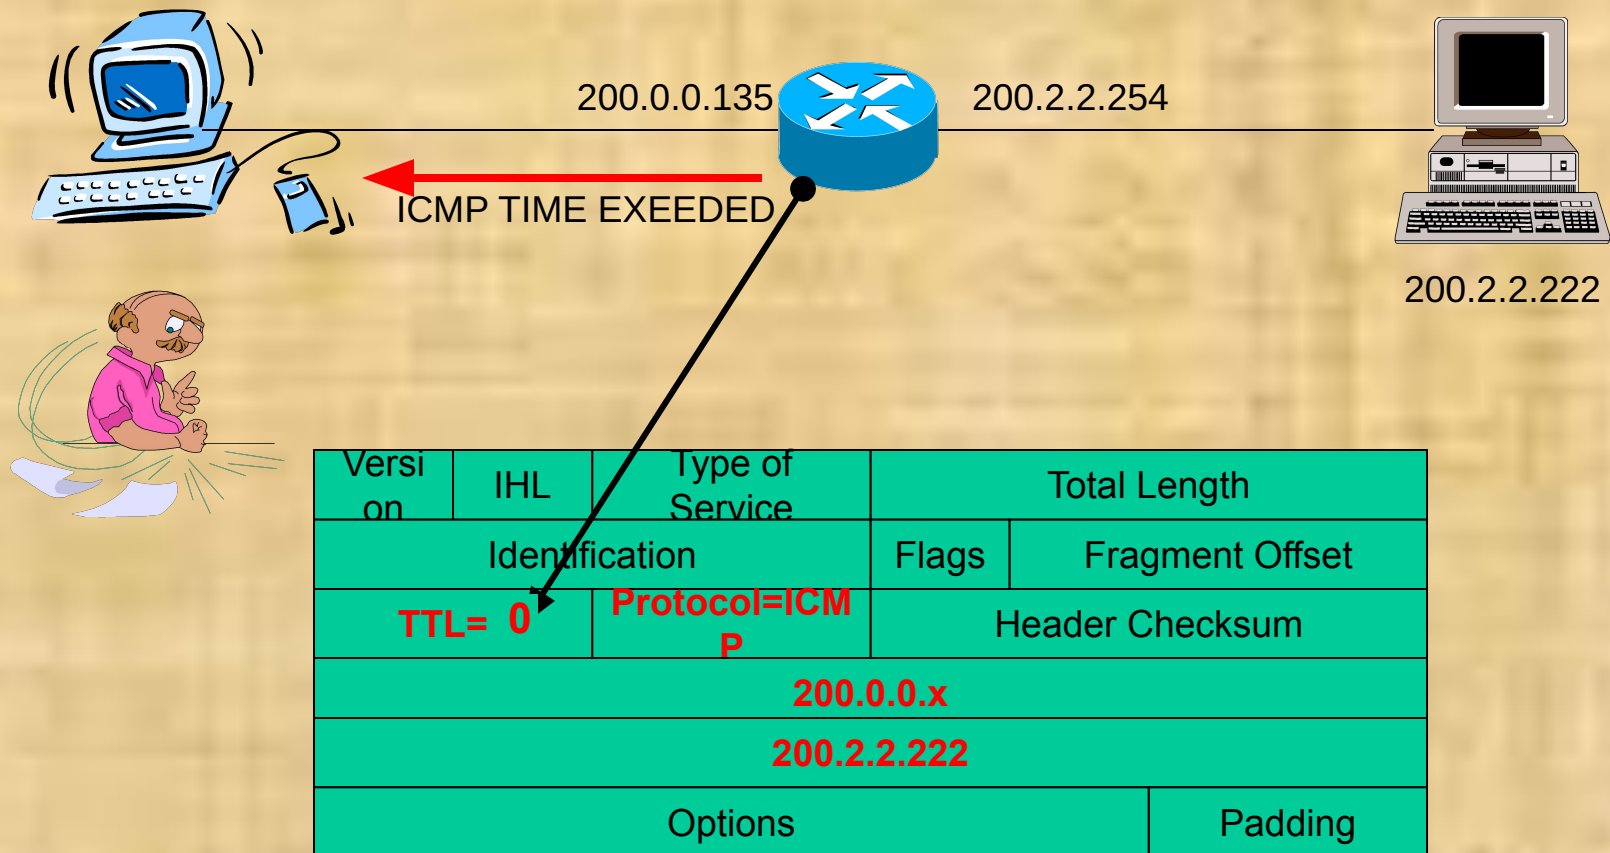 200.0.0.135
200.2.2.254
ICMP TIME EXEEDED
200.2.2.222
Versi
on
IHL
Type of
Service
Total Length
Identification
Flags
Fragment Offset
TTL= 0
Protocol=ICM
P
Header Checksum
200.0.0.x
200.2.2.222
Options
Padding